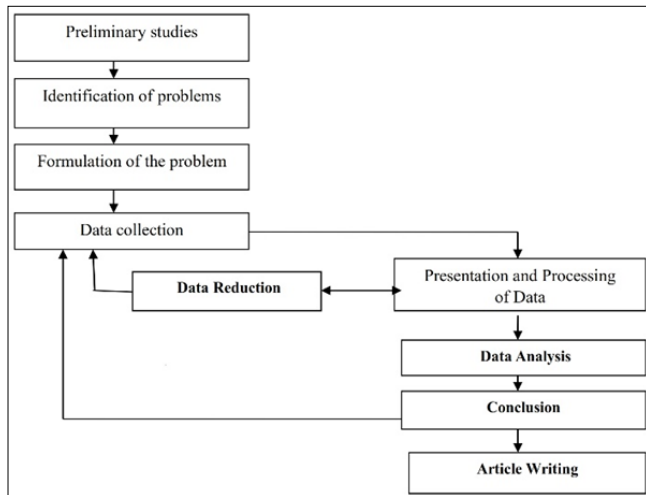 Preliminary studies
Identification of problems
Formulation of the problem
Data collection
Data Reduction
Presentation and Processing
of Data
Data Analysis
Conclusion
Article Writing